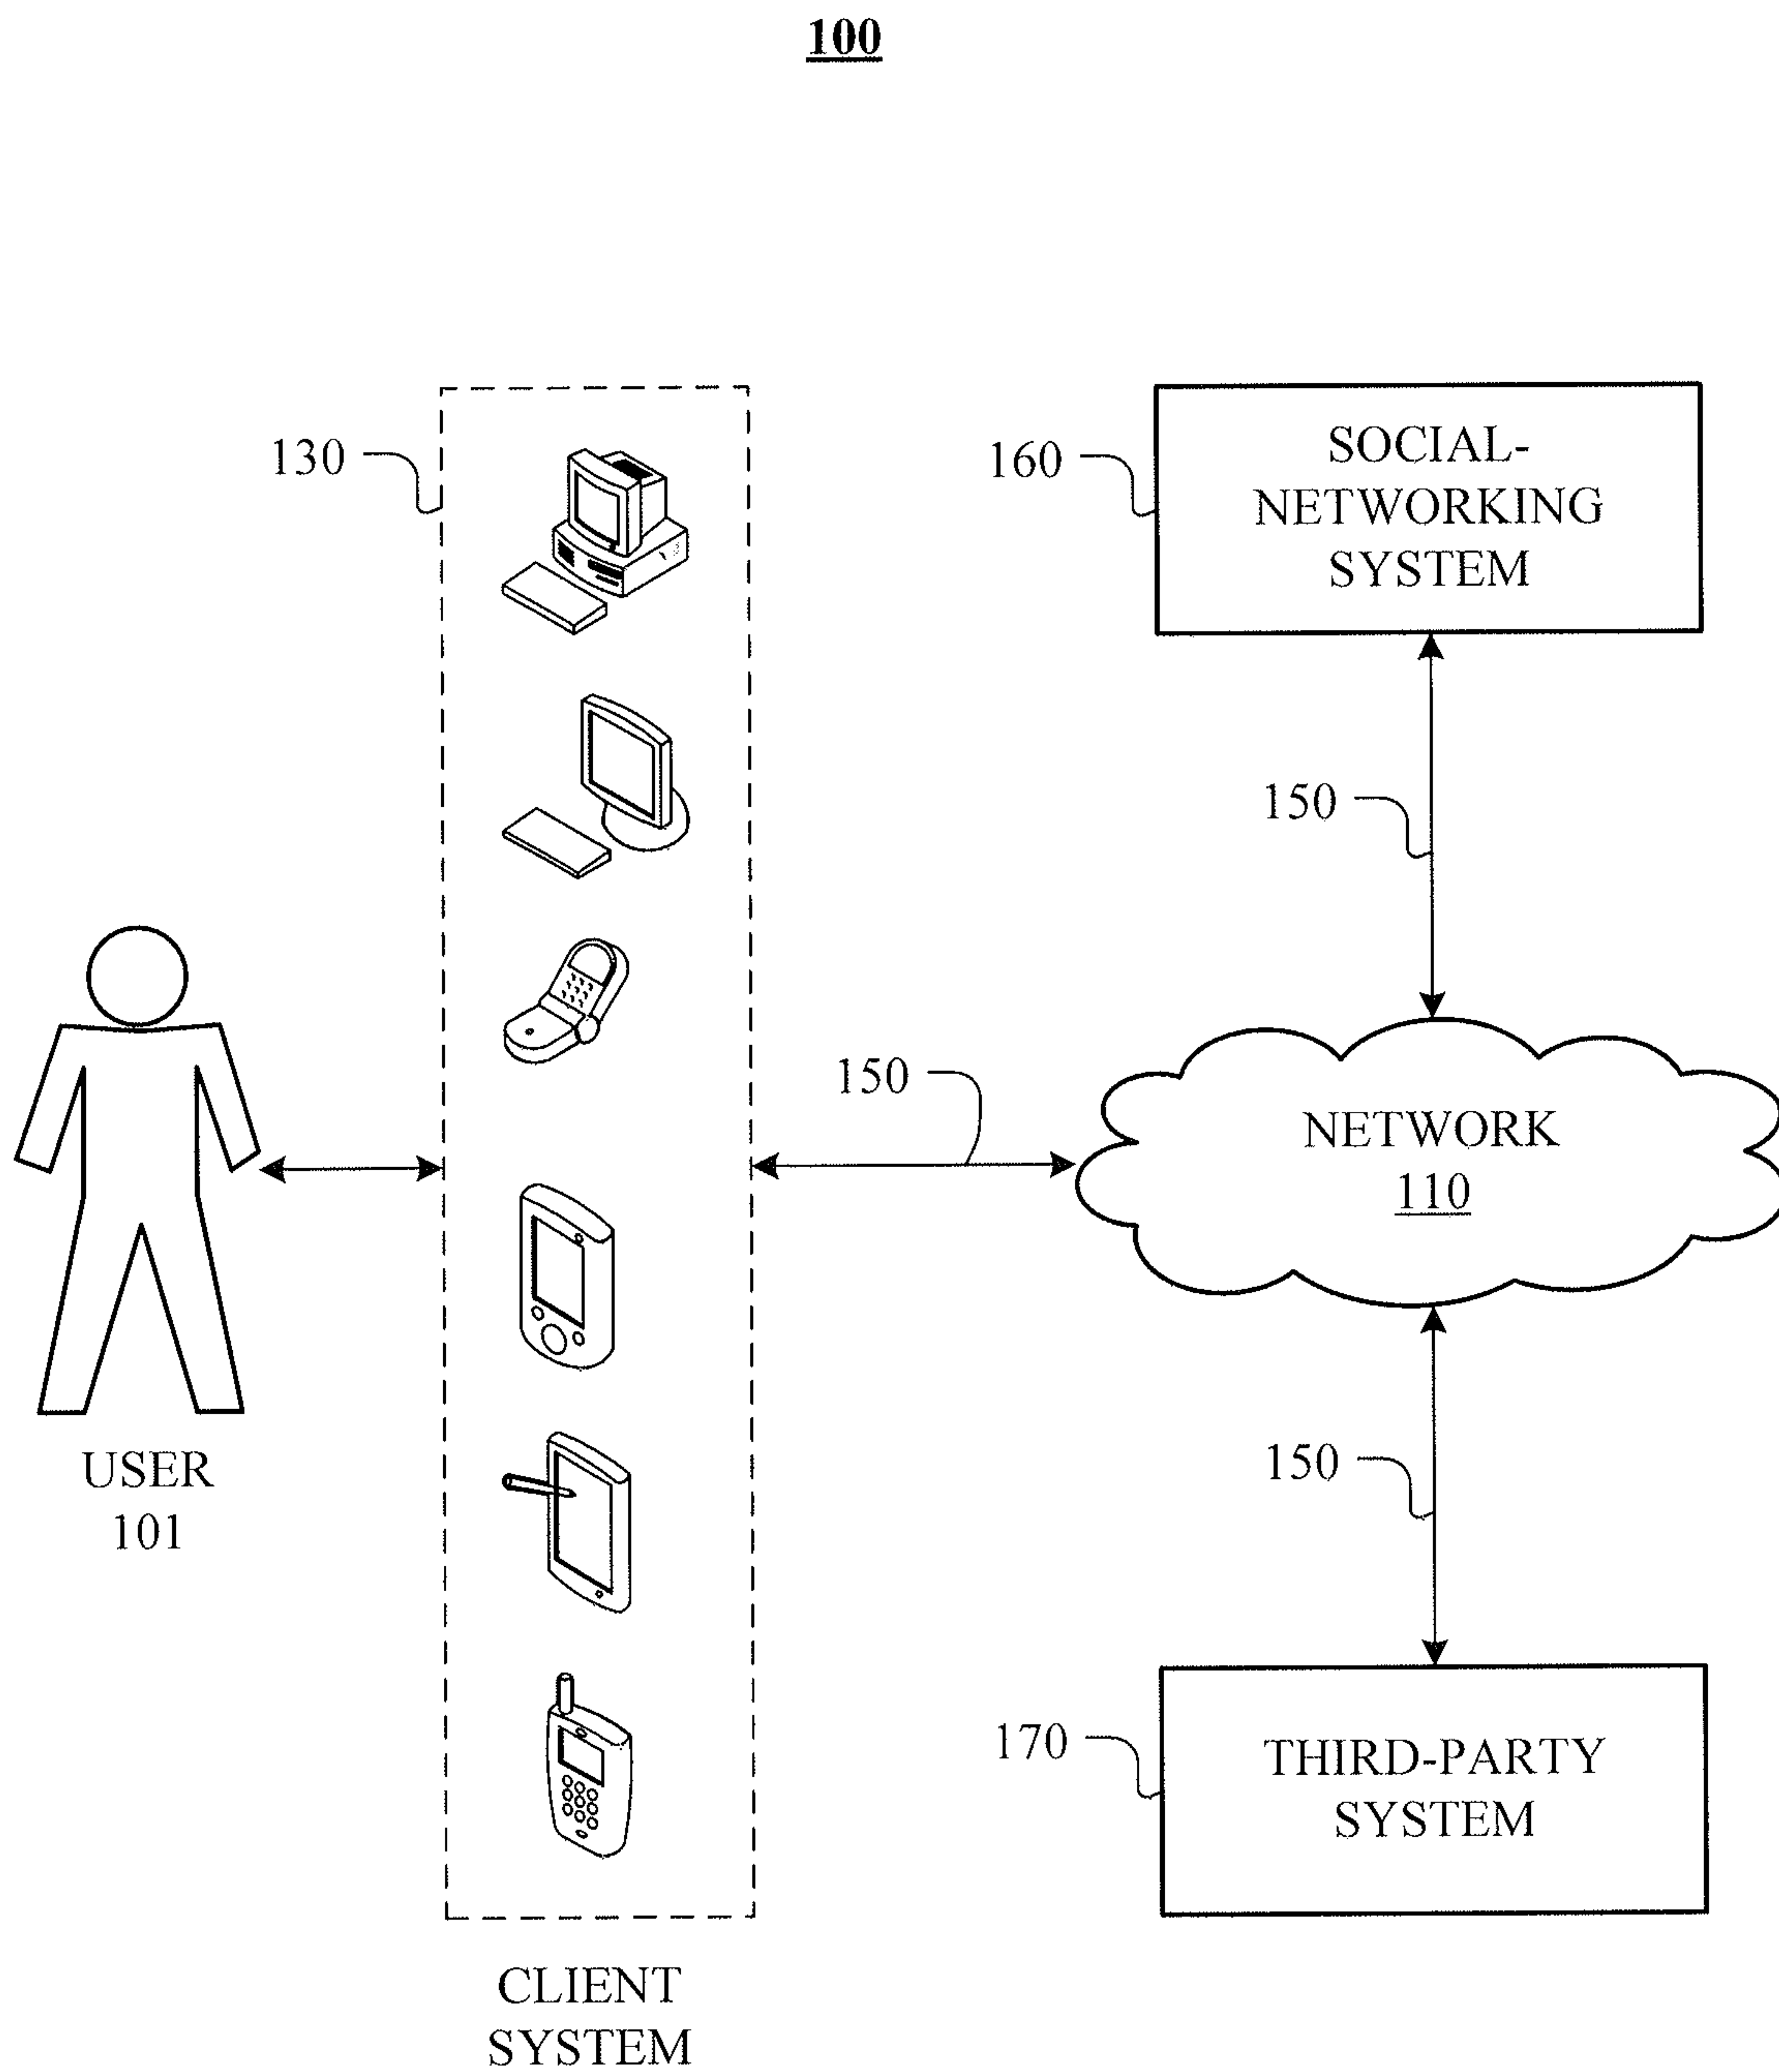 100
130
160
SOCIAL-
NETWORKING
SYSTEM
150
150
NETWORK
110
USER
101
150
170
THIRD-PARTY
SYSTEM
CLIENT
SYSTEM